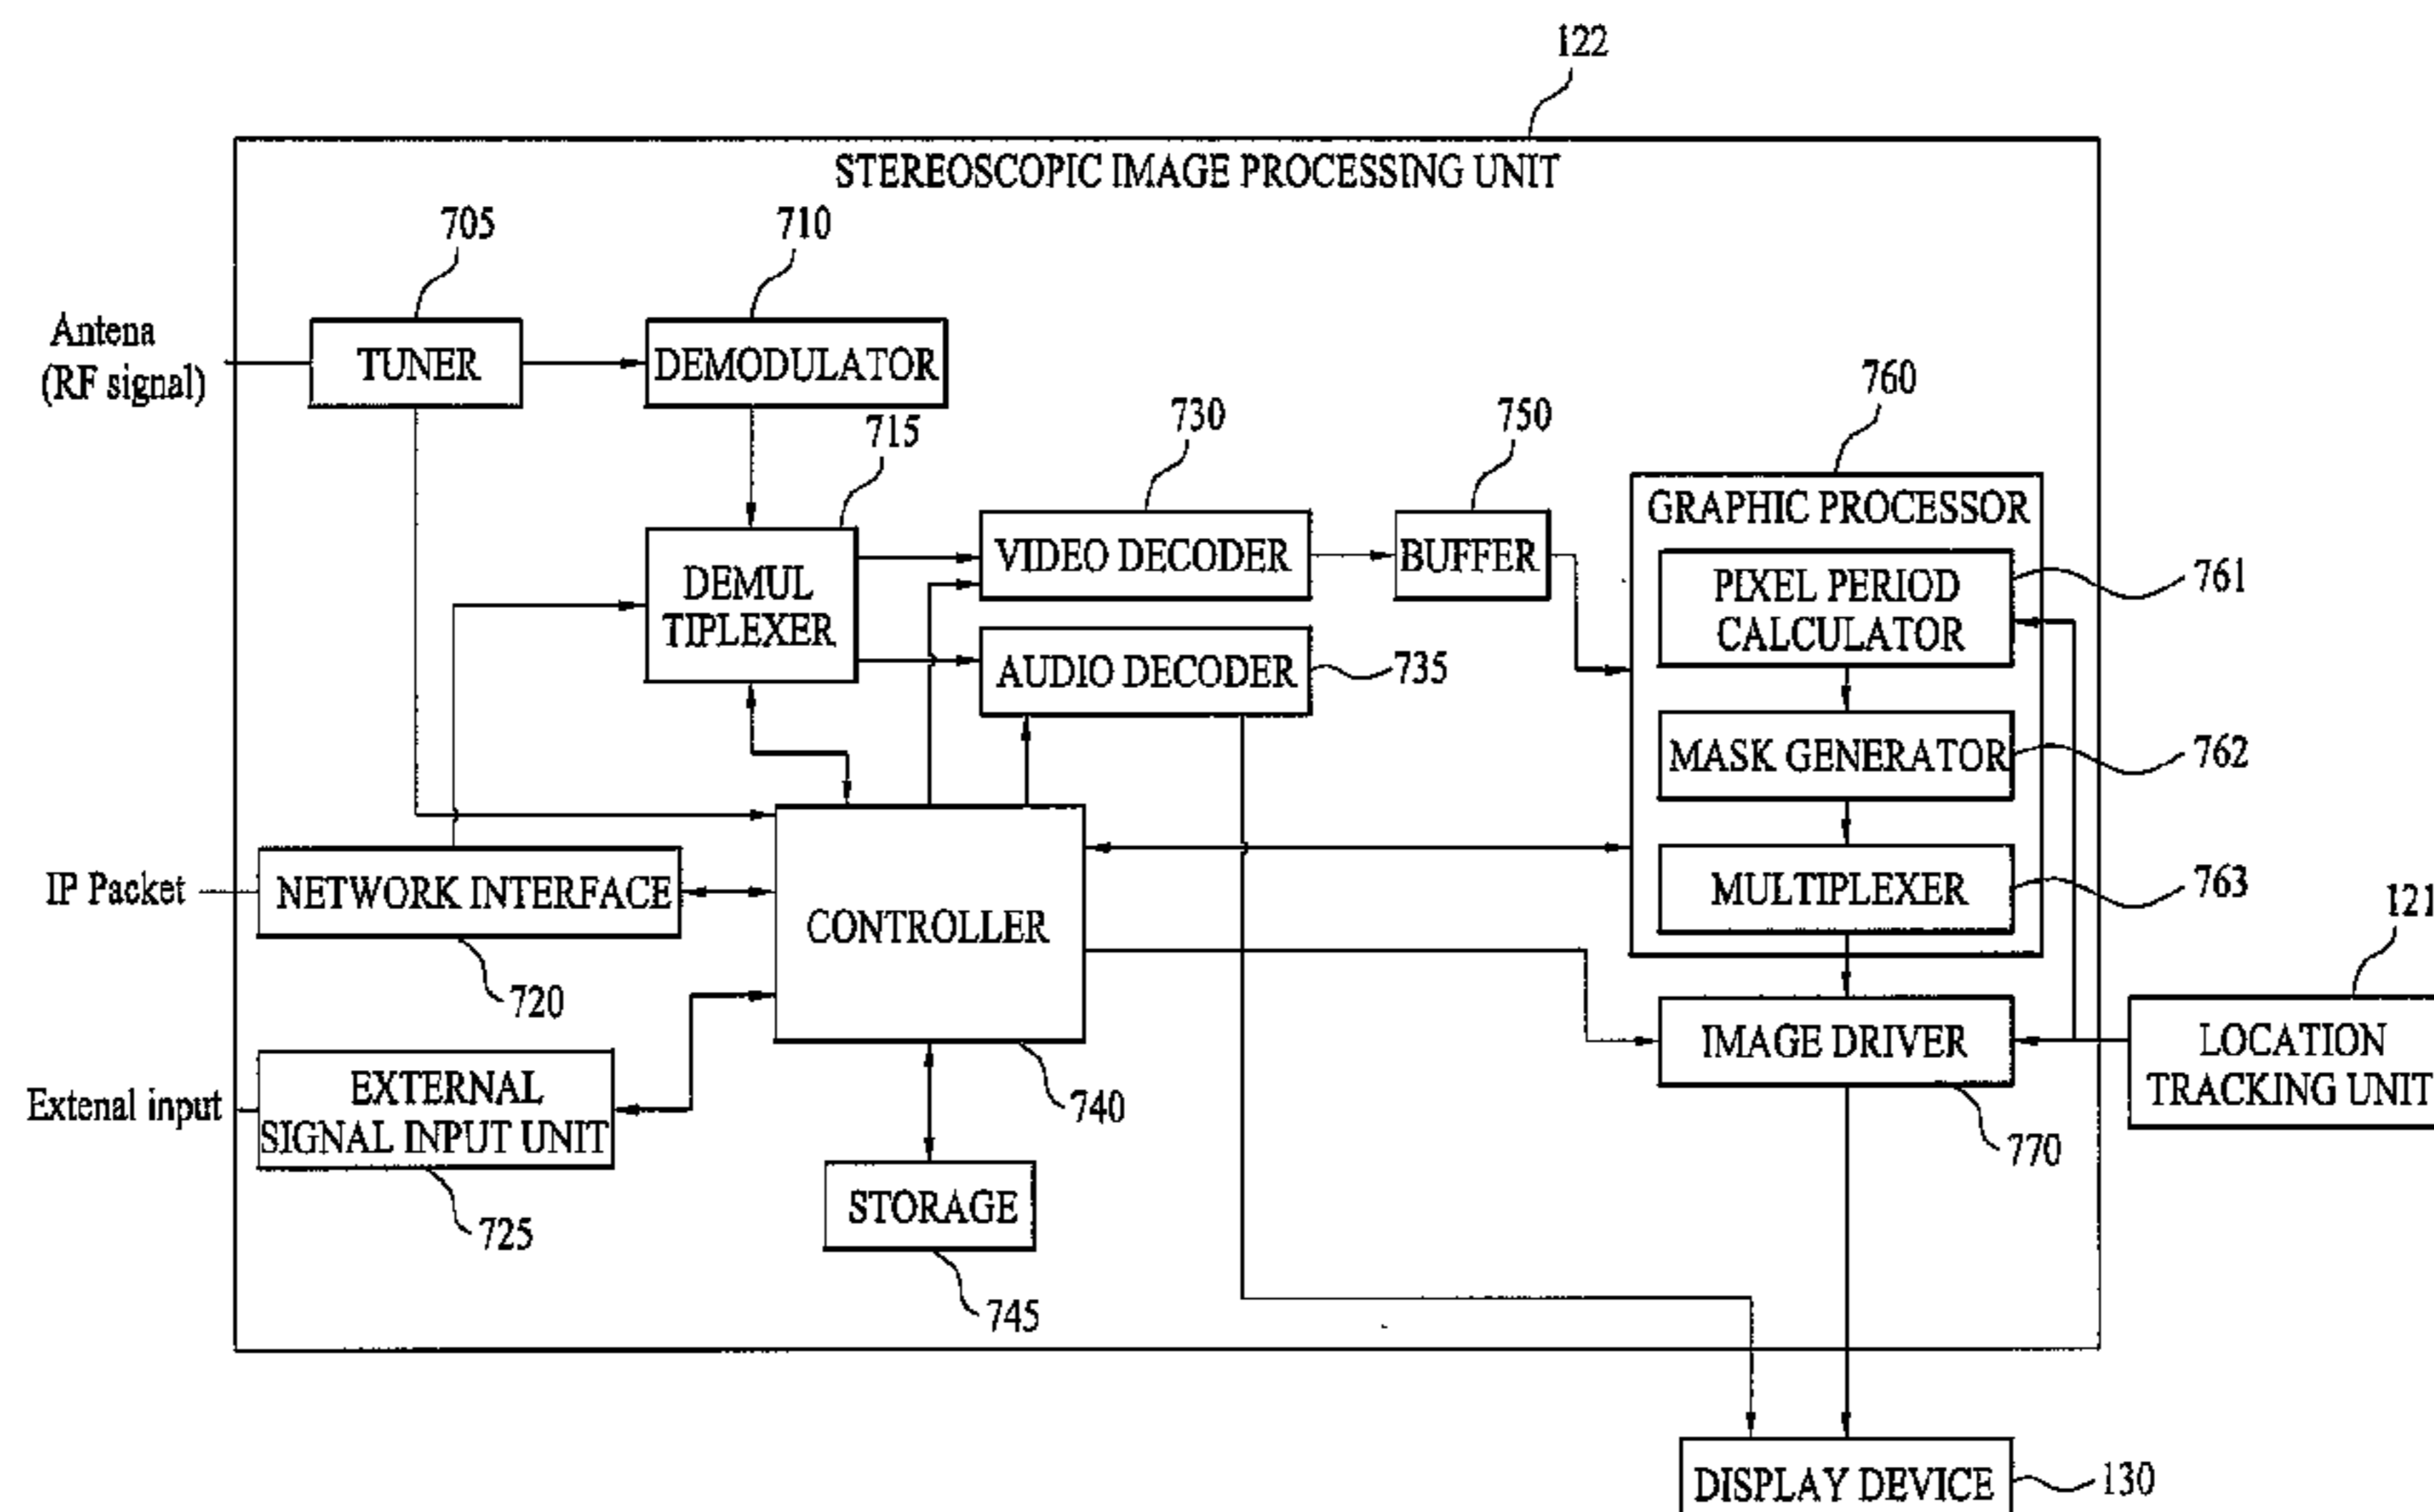 122
STEREOSCOPIC IMAGE PROCESSING UNIT
705
710
Antena
(RF signal)
TUNER
DEMODULATOR
715
730
750
760
DEMUL
TIPLEXER
VIDEO DECODER
BUFFER
GRAPHIC PROCESSOR
PIXEL PERIOD
CALCULATOR
761
AUDIO DECODER
735
MASK GENERATOR
762
IP Packet
NETWORK INTERFACE
720
CONTROLLER
MULTIPLEXER
763
121
Extenal input
EXTERNAL
SIGNAL INPUT UNIT
725
740
IMAGE DRIVER
770
LOCATION
TRACKING UNIT
STORAGE
745
DISPLAY DEVICE
130